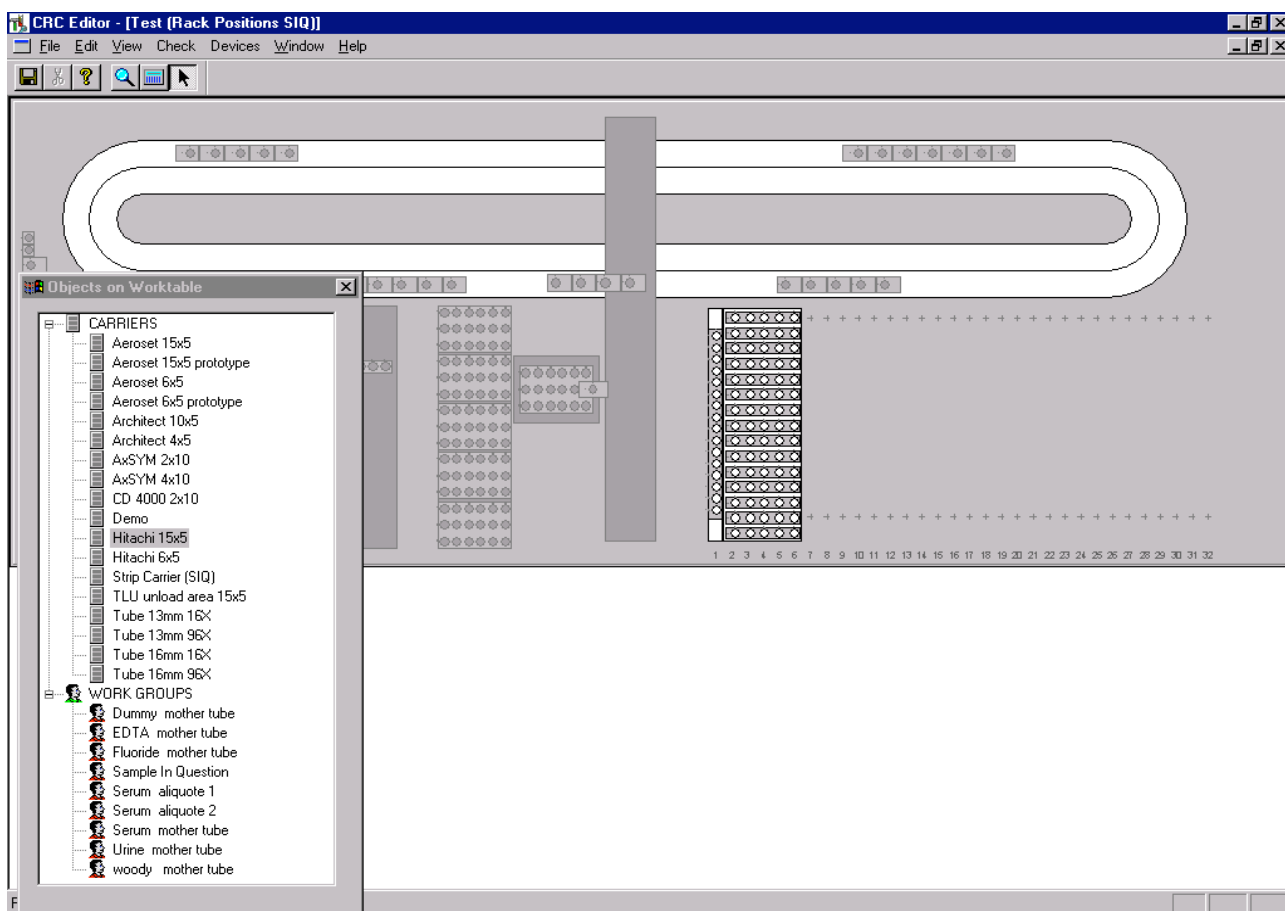 CRC Editor - [Test (Rack Positions SIQ)]
File Edit View Check Devices Window Help
Objects on Worktable
CARRIERS
Aeroset 15x5
Aeroset 15x5 prototype
Aeroset 6x5
Aeroset 6x5 prototype
Architect 10x5
Architect 4x5
AxSYM 2x10
AxSYM 4x10
CD 4000 2x10
Demo
Hitachi 15x5
Hitachi 6x5
Strip Carrier (SIQ)
TLU unload area 15x5
Tube 13mm 16X
Tube 13mm 96X
Tube 16mm 16X
Tube 16mm 96X
WORK GROUPS
Dummy mother tube
EDTA mother tube
Fluoride mother tube
Sample In Question
Serum aliquote 1
Serum aliquote 2
Serum mother tube
Urine mother tube
woody mother tube
1 2 3 4 5 6 7 8 9 10 11 12 13 14 15 16 17 18 19 20 21 22 23 24 25 26 27 28 29 30 31 32